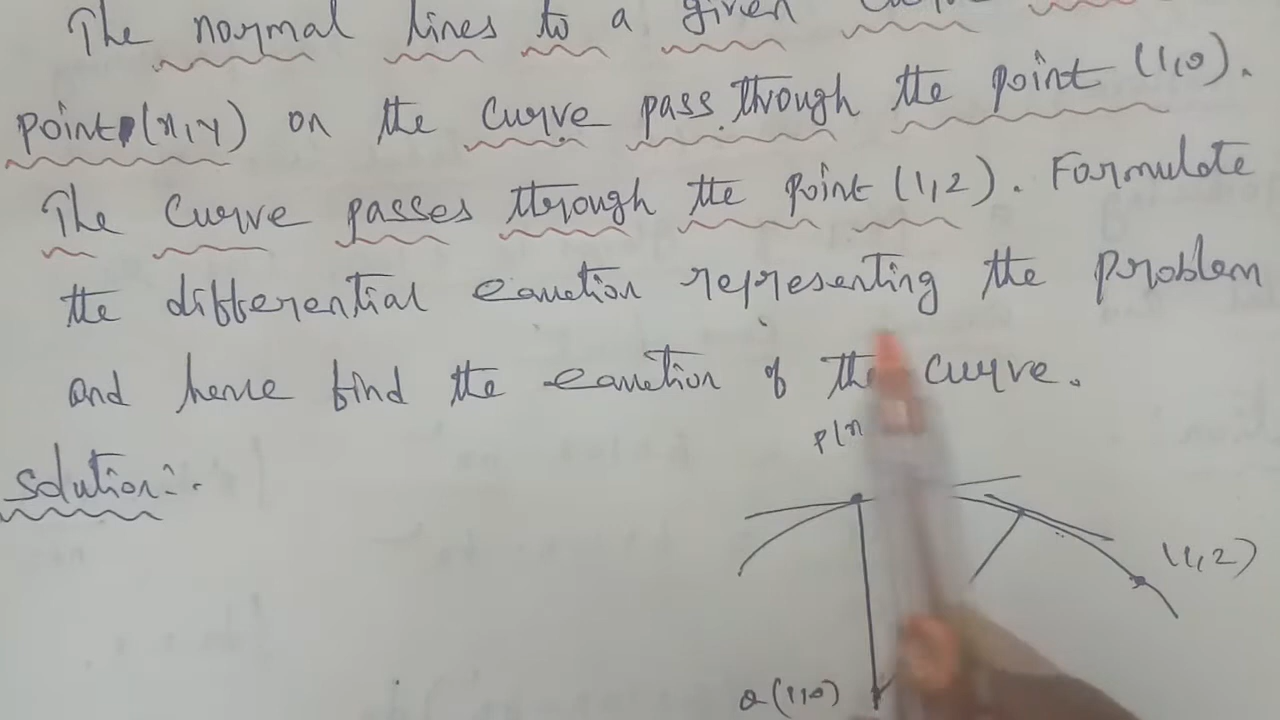 The normal lines to a given
point P(x,y) on the curve pass through the point (1,0).
The curve passes through the point (1,2). Formulate
the differential equation representing the problem
and hence find the equation of the curve.
Solution:-
P(x
(1,2)
Q(1,0)